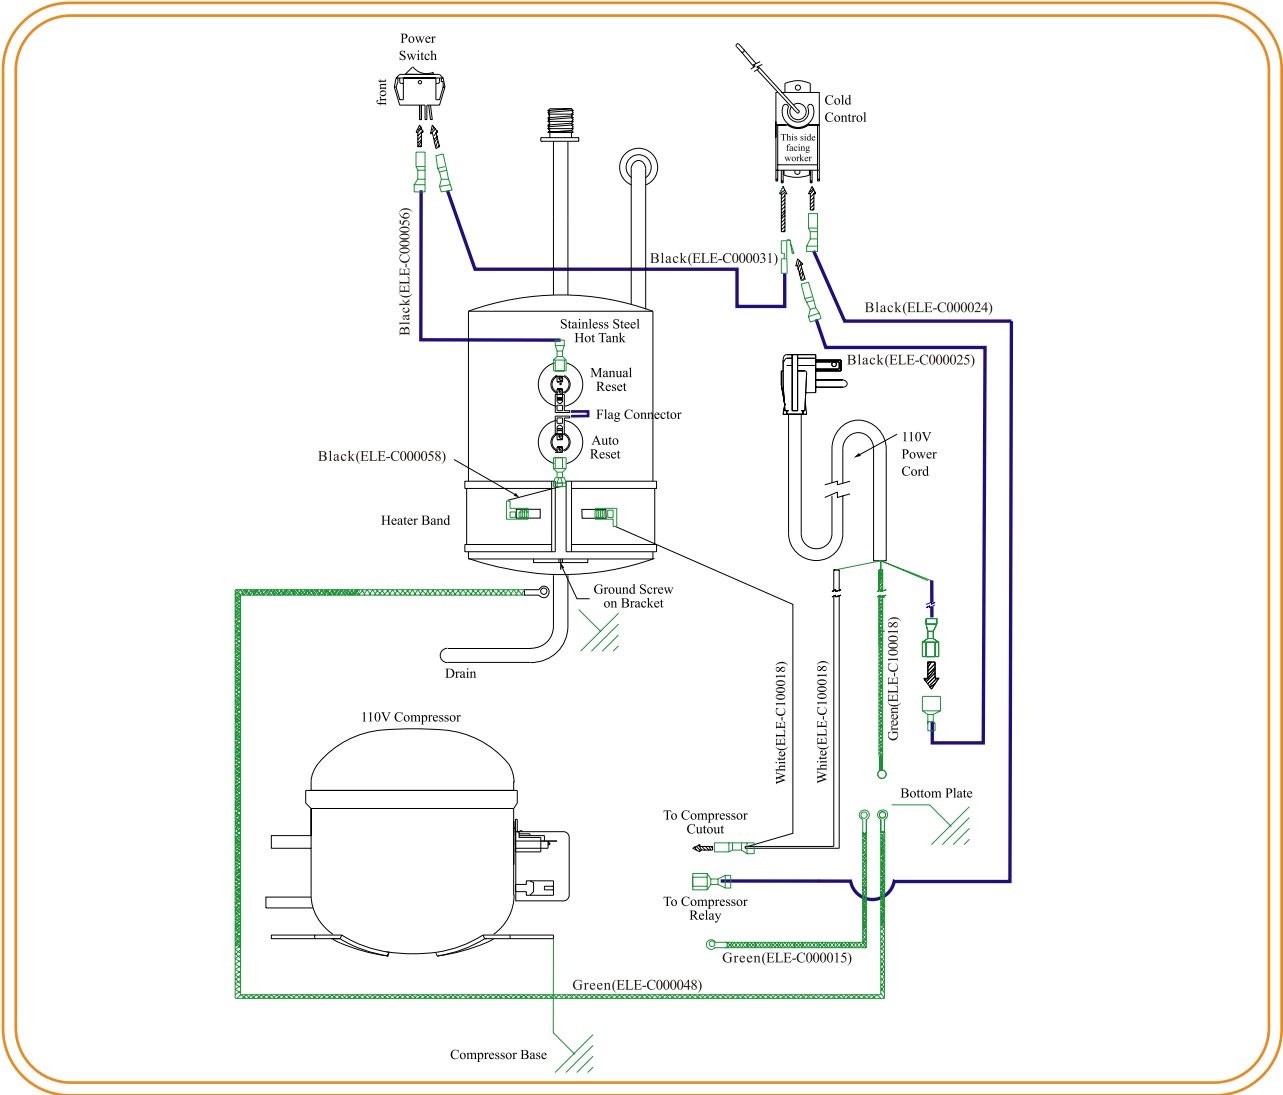 Power
Switch
front
Cold
Control
This side
facing
worker
Black(ELE-C000056)
Black(ELE-C000031)
Black(ELE-C000024)
Stainless Steel
Hot Tank
Black(ELE-C000025)
Manual
Reset
Flag Connector
Auto
Reset
110V
Power
Cord
Black(ELE-C000058)
Heater Band
Ground Screw
on Bracket
Drain
White(ELE-C100018)
White(ELE-C100018)
Green(ELE-C100018)
110V Compressor
Bottom Plate
To Compressor
Cutout
To Compressor
Relay
Green(ELE-C000015)
Green(ELE-C000048)
Compressor Base